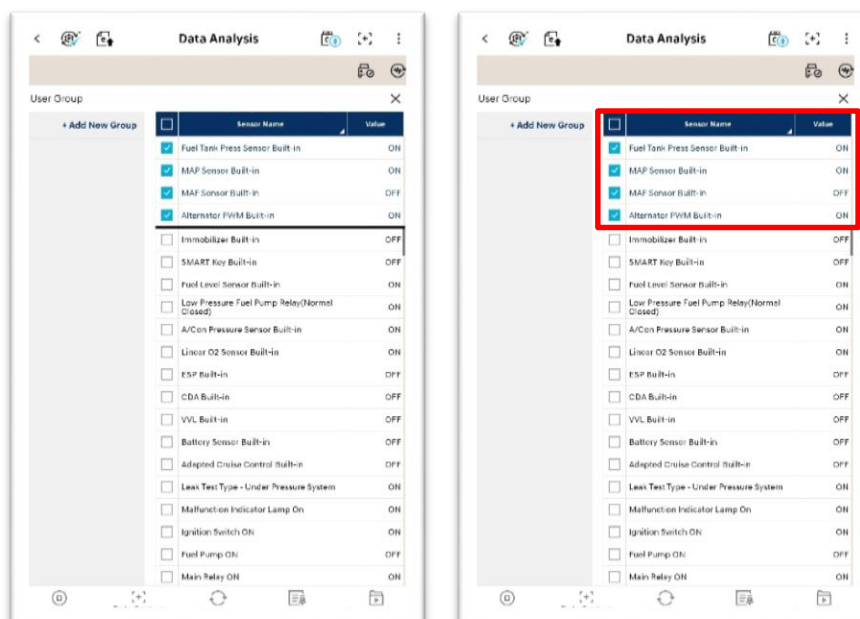 Data Analysis
User Group
+ Add New Group
Sensor Name Value
Fuel Tank Press Sensor Built-in ON
MAP Sensor Built-in ON
MAF Sensor Built-in OFF
Alternator PWM Built-in ON
Immobilizer Built-in OFF
SMART Key Built-in OFF
Fuel Level Sensor Built-in ON
Low Pressure Fuel Pump Relay(Normal
Closed) ON
A/Con Pressure Sensor Built-in ON
Linear O2 Sensor Built-in ON
ESP Built-in OFF
CDA Built-in OFF
VVL Built-in OFF
Battery Sensor Built-in OFF
Adapted Cruise Control Built-in OFF
Leak Test Type - Under Pressure System ON
Malfunction Indicator Lamp On ON
Ignition Switch ON ON
Fuel Pump ON OFF
Main Relay ON ON
Data Analysis
User Group
+ Add New Group
Sensor Name Value
Fuel Tank Press Sensor Built-in ON
MAP Sensor Built-in ON
MAF Sensor Built-in OFF
Alternator PWM Built-in ON
Immobilizer Built-in OFF
SMART Key Built-in OFF
Fuel Level Sensor Built-in ON
Low Pressure Fuel Pump Relay(Normal
Closed) ON
A/Con Pressure Sensor Built-in ON
Linear O2 Sensor Built-in ON
ESP Built-in OFF
CDA Built-in OFF
VVL Built-in OFF
Battery Sensor Built-in OFF
Adapted Cruise Control Built-in OFF
Leak Test Type - Under Pressure System ON
Malfunction Indicator Lamp On ON
Ignition Switch ON ON
Fuel Pump ON OFF
Main Relay ON ON